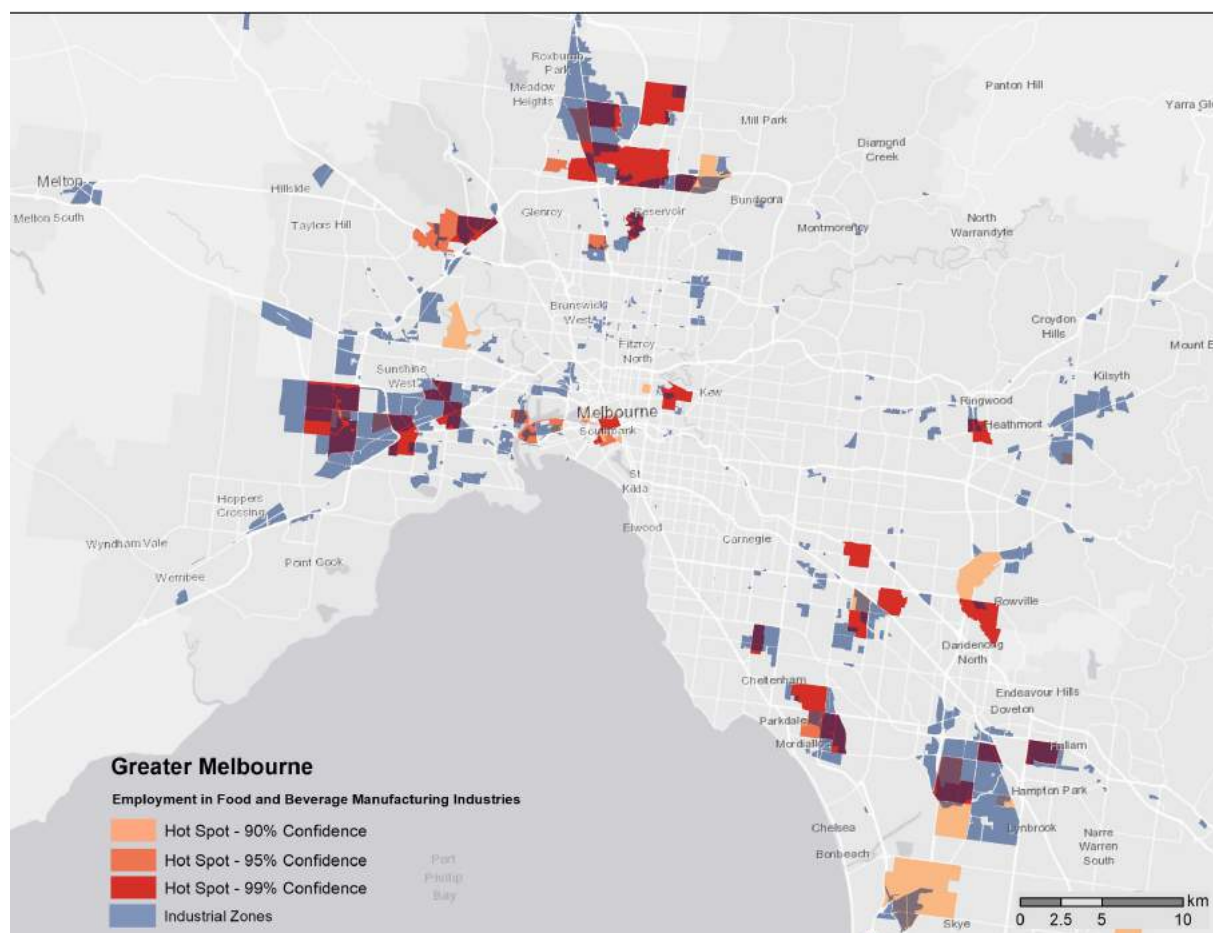 Roxburgh
Park
Meadow
Heights
Panton Hill
Yarra Gl
Mill Park
Diamond
Creek
Melton
Melton South
Hillside
Taylors Hill
Glenroy
Reservoir
Bundoora
Montmorency
North
Warrandyte
Brunswick
West
Fitzroy
North
Croydon
Hills
Mount E
Sunshine
West
Kew
Kilsyth
Ringwood
Heathmont
Melbourne
Southbank
St
Kilda
Elwood
Hoppers
Crossing
Wyndham Vale
Point Cook
Werribee
Carnegie
Rowville
Dandenong
North
Cheltenham
Endeavour Hills
Doveton
Parkdale
Mordialloc
Hallam
Hampton Park
Lynbrook
Narre
Warren
South
Chelsea
Bonbeach
Skye
Port
Phillip
Bay
Greater Melbourne
Employment in Food and Beverage Manufacturing Industries
Hot Spot - 90% Confidence
Hot Spot - 95% Confidence
Hot Spot - 99% Confidence
Industrial Zones
km
0 2.5 5 10